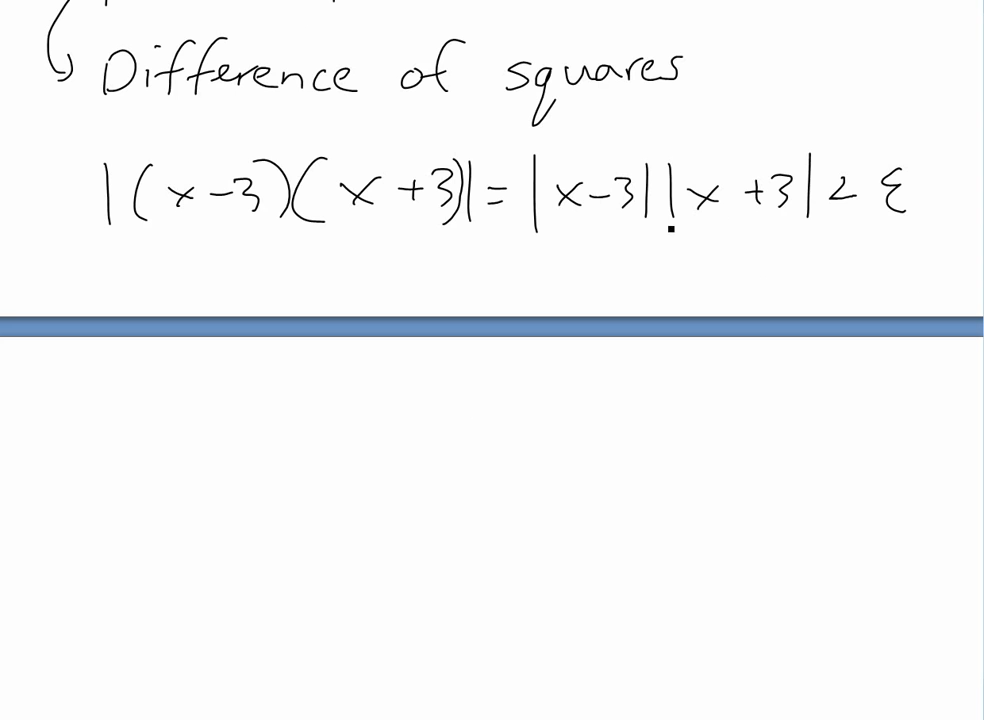 Difference of squares
|(x-3)(x+3)| = |x-3||x+3| < ε